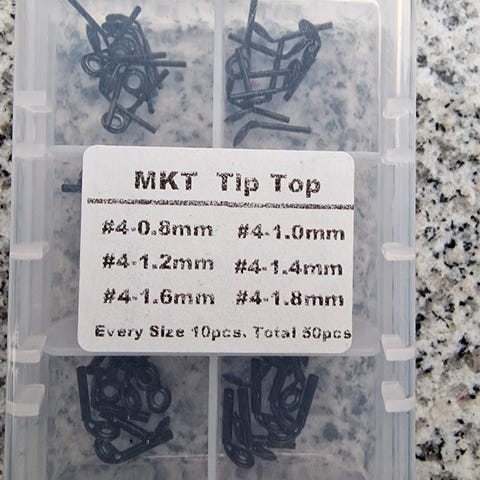 MKT Tip Top
#4-0.8mm #4-1.0mm
#4-1.2mm #4-1.4mm
#4-1.6mm #4-1.8mm
Every Size 10pcs. Total 50pcs